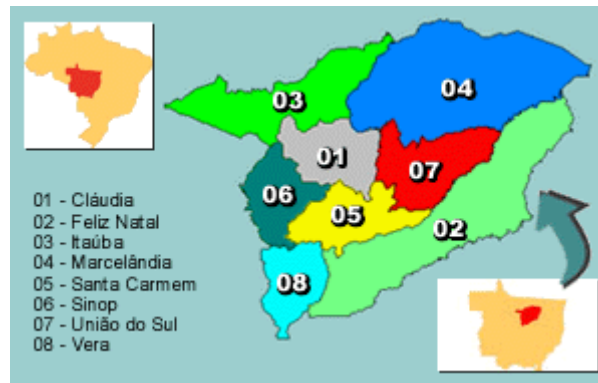 04
03
01
07
06
05
02
08
01 - Cláudia
02 - Feliz Natal
03 - Itaúba
04 - Marcelândia
05 - Santa Carmem
06 - Sinop
07 - União do Sul
08 - Vera